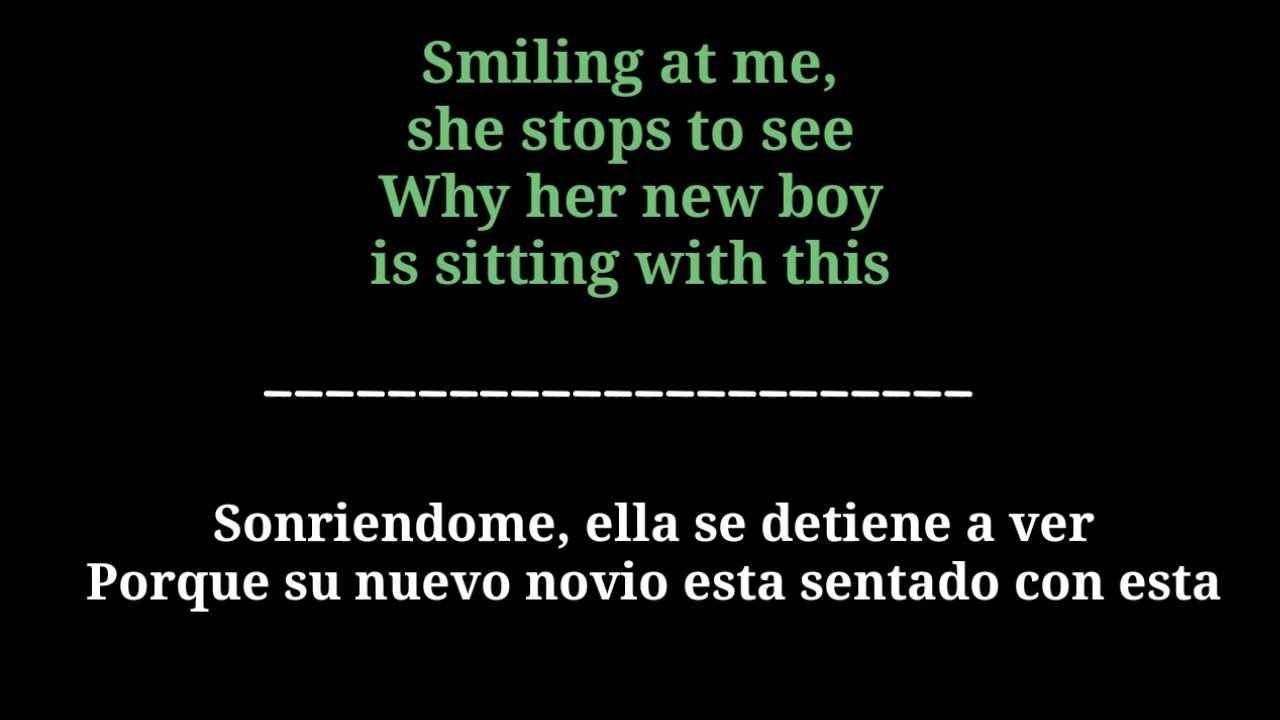 Smiling at me,
she stops to see
Why her new boy
is sitting with this
_______________________
Sonriendome, ella se detiene a ver
Porque su nuevo novio esta sentado con esta